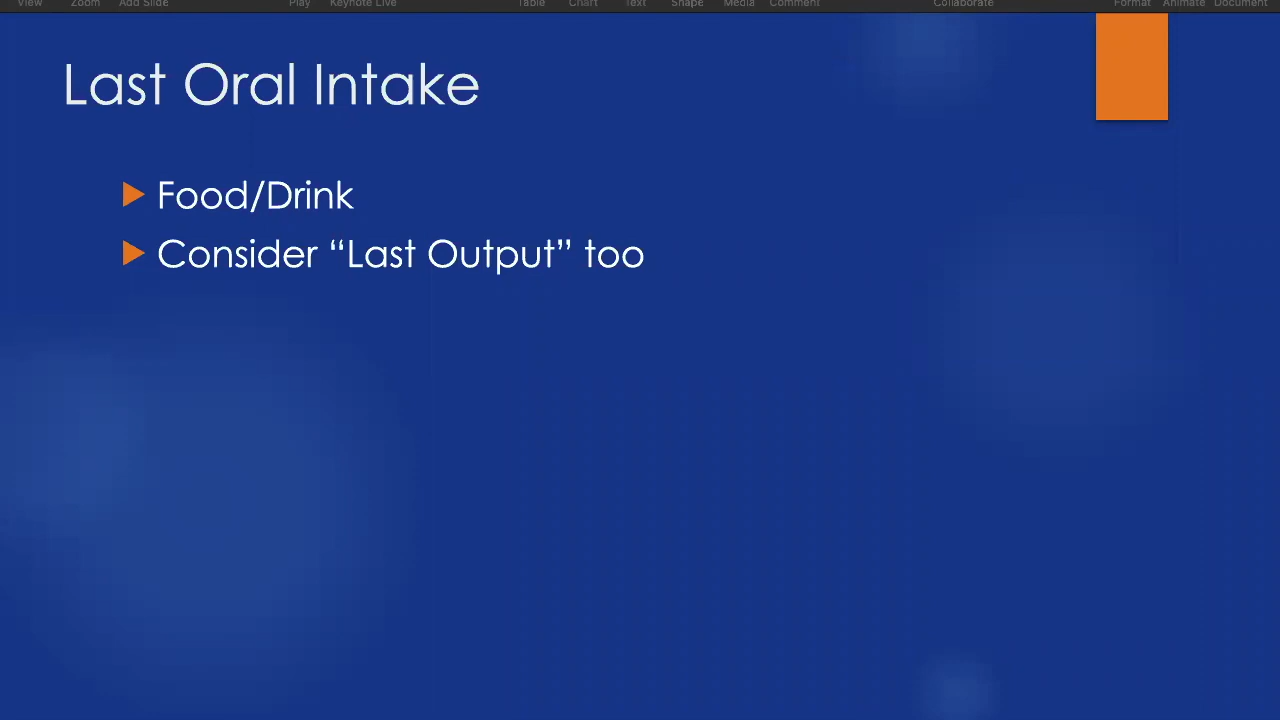 View Zoom Add Slide Play Keynote Live Table Chart Text Shape Media Comment Collaborate Format Animate Document
Last Oral Intake
Food/Drink
Consider “Last Output” too